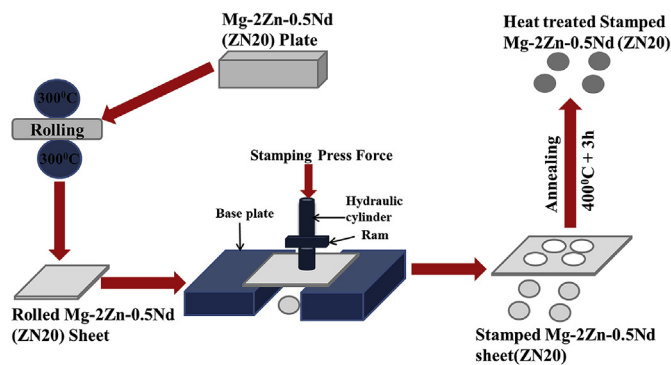 Mg-2Zn-0.5Nd
(ZN20) Plate
300⁰C
Rolling
300⁰C
Rolled Mg-2Zn-0.5Nd
(ZN20) Sheet
Stamping Press Force
Hydraulic
cylinder
Base plate
Ram
Stamped Mg-2Zn-0.5Nd
sheet(ZN20)
Annealing
400⁰C + 3h
Heat treated Stamped
Mg-2Zn-0.5Nd (ZN20)